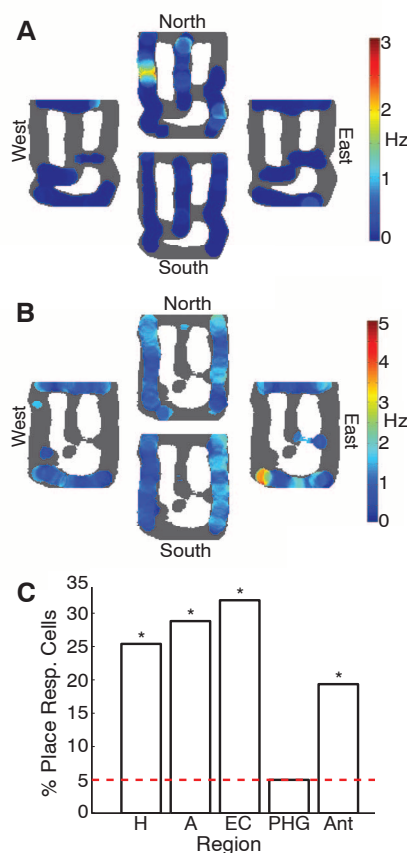 A
North
West
East
South
3
2
Hz
1
0
B
North
West
East
South
5
4
3
Hz
2
1
0
C
% Place Resp. Cells
35
30
25
20
15
10
5
0
* * * *
H A EC PHG Ant
Region